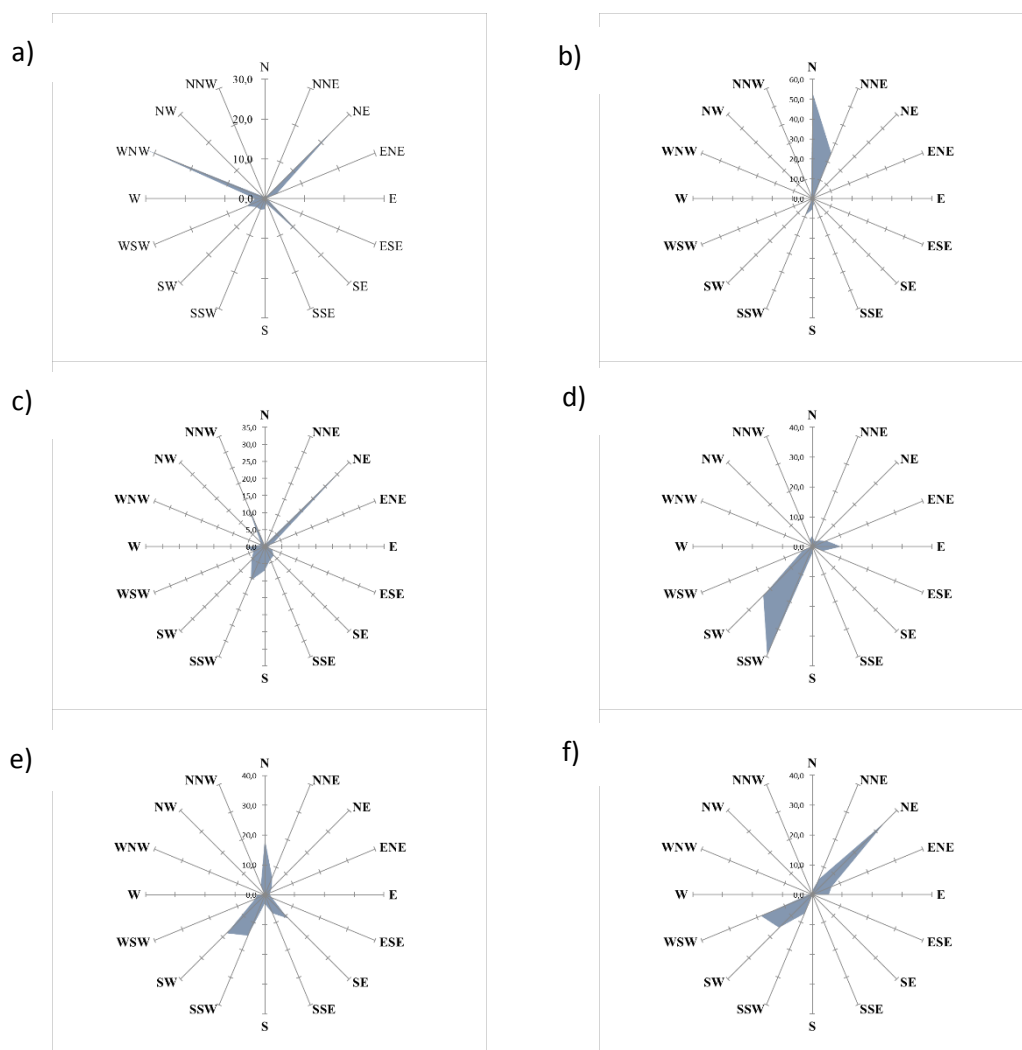 a)
N
30,0
NNW
NNE
NW
NE
10,0
WNW
ENE
W
0,0
E
WSW
ESE
SW
SE
SSW
SSE
S
b)
N
60,0
NNW
NNE
50,0
NW
NE
40,0
30,0
WNW
ENE
20,0
10,0
W
0,0
E
WSW
ESE
SW
SE
SSW
SSE
S
c)
N
35,0
NNW
NNE
30,0
25,0
NW
NE
20,0
15,0
WNW
ENE
10,0
5,0
W
0,0
E
WSW
ESE
SW
SE
SSW
SSE
S
d)
N
40,0
NNW
NNE
30,0
NW
NE
20,0
WNW
ENE
10,0
W
0,0
E
WSW
ESE
SW
SE
SSW
SSE
S
e)
N
40,0
NNW
NNE
30,0
NW
NE
20,0
WNW
ENE
10,0
W
0,0
E
WSW
ESE
SW
SE
SSW
SSE
S
f)
N
40,0
NNW
NNE
30,0
NW
NE
20,0
WNW
ENE
10,0
W
0,0
E
WSW
ESE
SW
SE
SSW
SSE
S